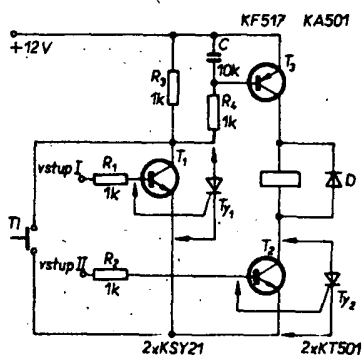 KF517 KA501
+12V
C
10k
T3
R3
1k
R4
1k
D
vstup I
R1
1k
T1
Ty1
Tl
vstup II
R2
1k
T2
Ty2
2xKSY21
2xKT501